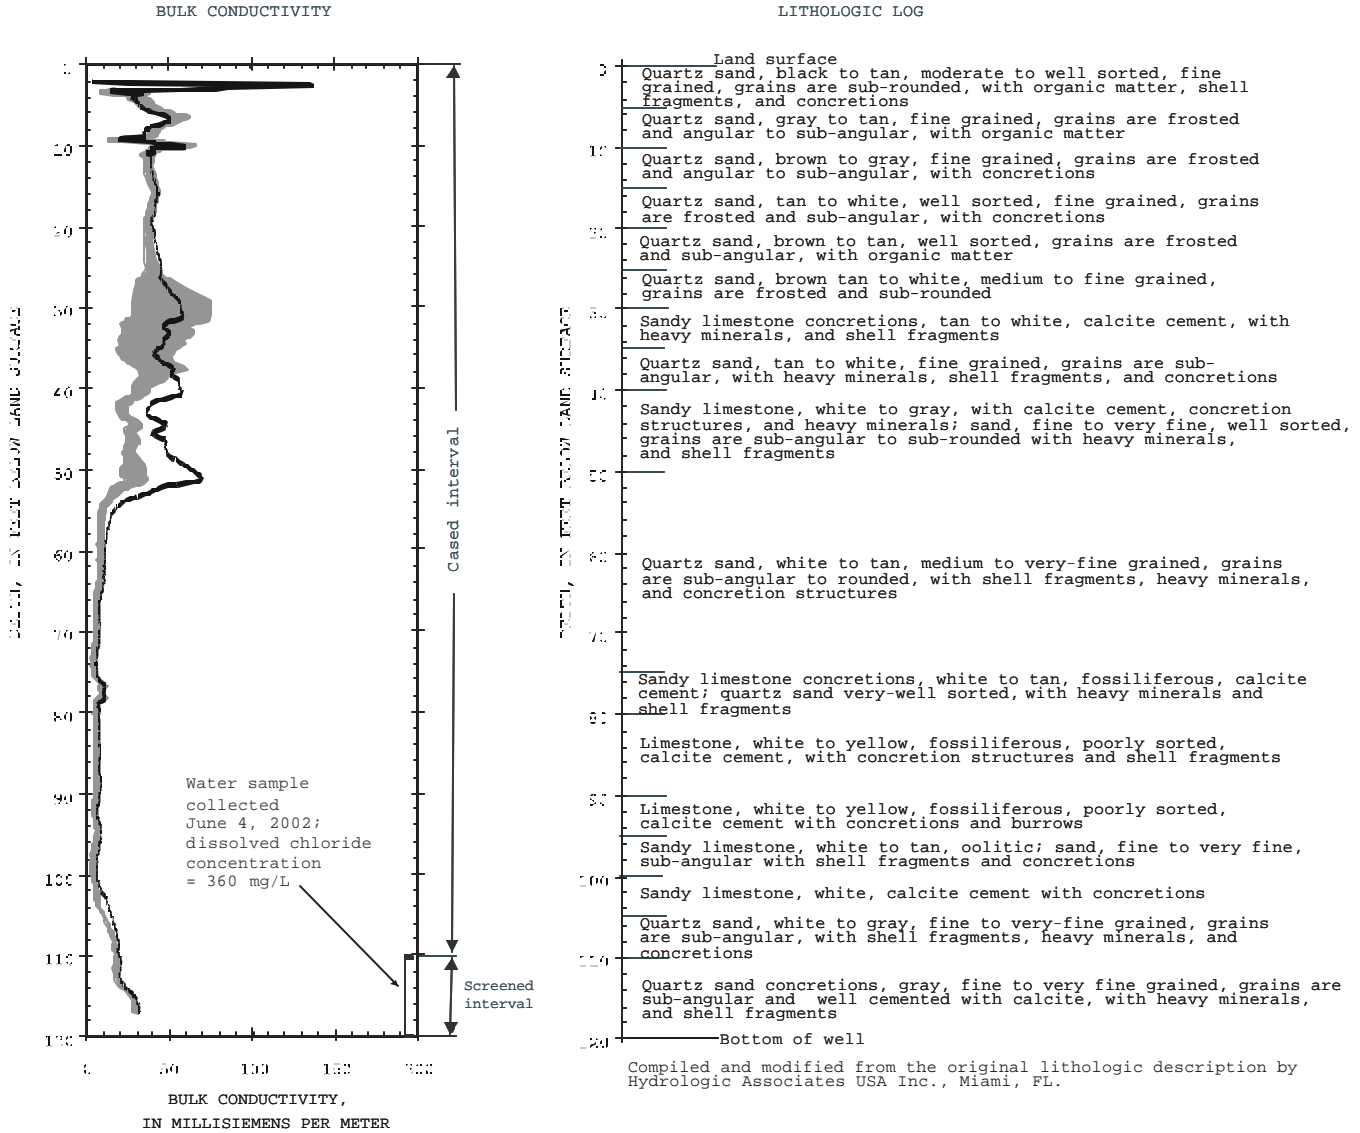 BULK CONDUCTIVITY
LITHOLOGIC LOG
Land surface
Quartz sand, black to tan, moderate to well sorted, fine
grained, grains are sub-rounded, with organic matter, shell
fragments, and concretions
Quartz sand, gray to tan, fine grained, grains are frosted
and angular to sub-angular, with organic matter
Quartz sand, brown to gray, fine grained, grains are frosted
and angular to sub-angular, with concretions
Quartz sand, tan to white, well sorted, fine grained, grains
are frosted and sub-angular, with concretions
Quartz sand, brown to tan, well sorted, grains are frosted
and sub-angular, with organic matter
Quartz sand, brown tan to white, medium to fine grained,
grains are frosted and sub-rounded
Sandy limestone concretions, tan to white, calcite cement, with
heavy minerals, and shell fragments
Quartz sand, tan to white, fine grained, grains are sub-
angular, with heavy minerals, shell fragments, and concretions
Sandy limestone, white to gray, with calcite cement, concretion
structures, and heavy minerals; sand, fine to very fine, well sorted,
grains are sub-angular to sub-rounded with heavy minerals,
and shell fragments
Quartz sand, white to tan, medium to very-fine grained, grains
are sub-angular to rounded, with shell fragments, heavy minerals,
and concretion structures
Sandy limestone concretions, white to tan, fossiliferous, calcite
cement; quartz sand very-well sorted, with heavy minerals and
shell fragments
Limestone, white to yellow, fossiliferous, poorly sorted,
calcite cement, with concretion structures and shell fragments
Limestone, white to yellow, fossiliferous, poorly sorted,
calcite cement with concretions and burrows
Sandy limestone, white to tan, oolitic; sand, fine to very fine,
sub-angular with shell fragments and concretions
Sandy limestone, white, calcite cement with concretions
Quartz sand, white to gray, fine to very-fine grained, grains
are sub-angular, with shell fragments, heavy minerals, and
concretions
Quartz sand concretions, gray, fine to very fine grained, grains are
sub-angular and well cemented with calcite, with heavy minerals,
and shell fragments
Bottom of well
Compiled and modified from the original lithologic description by
Hydrologic Associates USA Inc., Miami, FL.
Cased interval
Screened
interval
Water sample
collected
June 4, 2002;
dissolved chloride
concentration
= 360 mg/L
40
50
60
70
80
90
50
100
BULK CONDUCTIVITY,
IN MILLISIEMENS PER METER